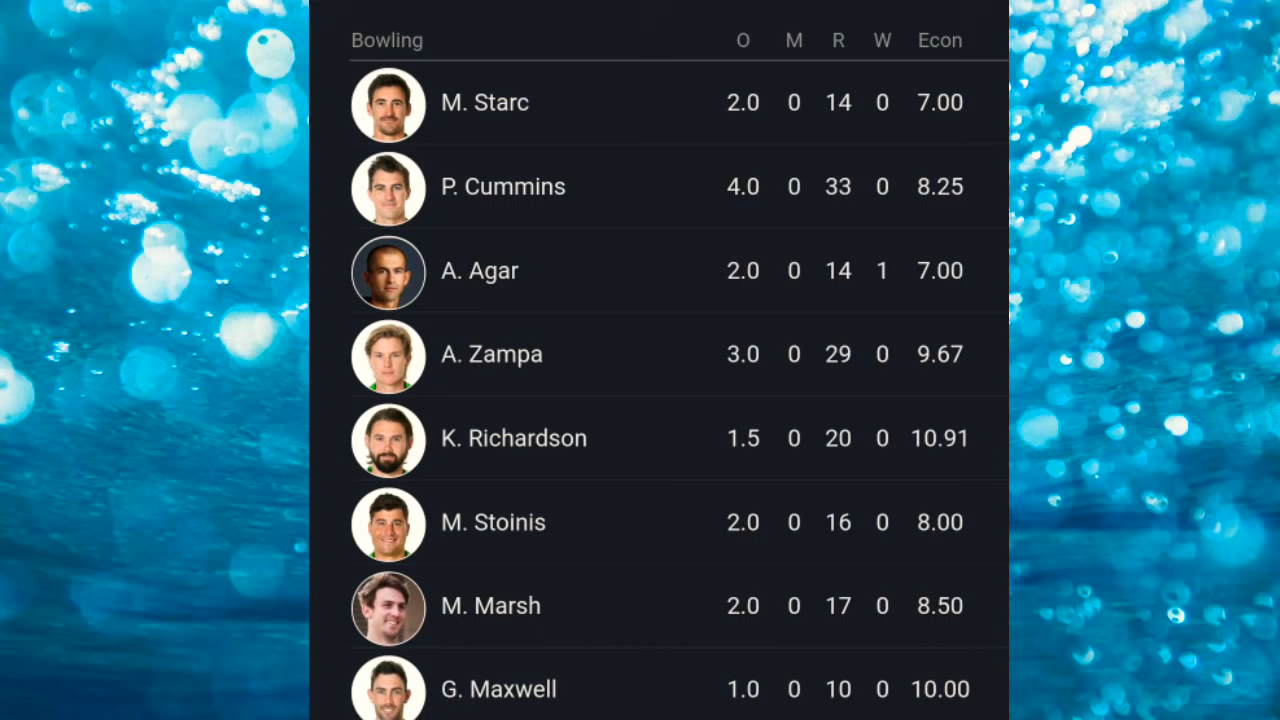 Bowling O M R W Econ
M. Starc 2.0 0 14 0 7.00
P. Cummins 4.0 0 33 0 8.25
A. Agar 2.0 0 14 1 7.00
A. Zampa 3.0 0 29 0 9.67
K. Richardson 1.5 0 20 0 10.91
M. Stoinis 2.0 0 16 0 8.00
M. Marsh 2.0 0 17 0 8.50
G. Maxwell 1.0 0 10 0 10.00